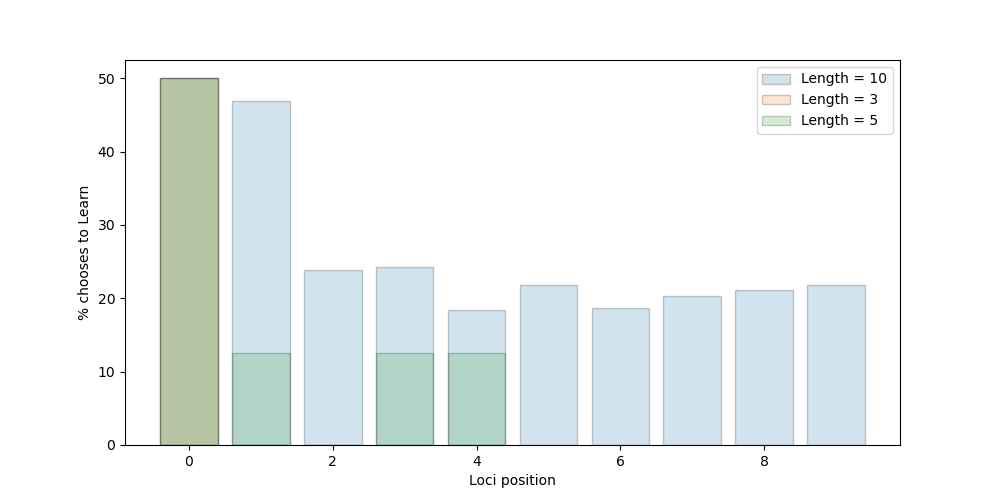 50
40
30
20
10
0
% chooses to Learn
Length = 10
Length = 3
Length = 5
0 2 4 6 8
Loci position